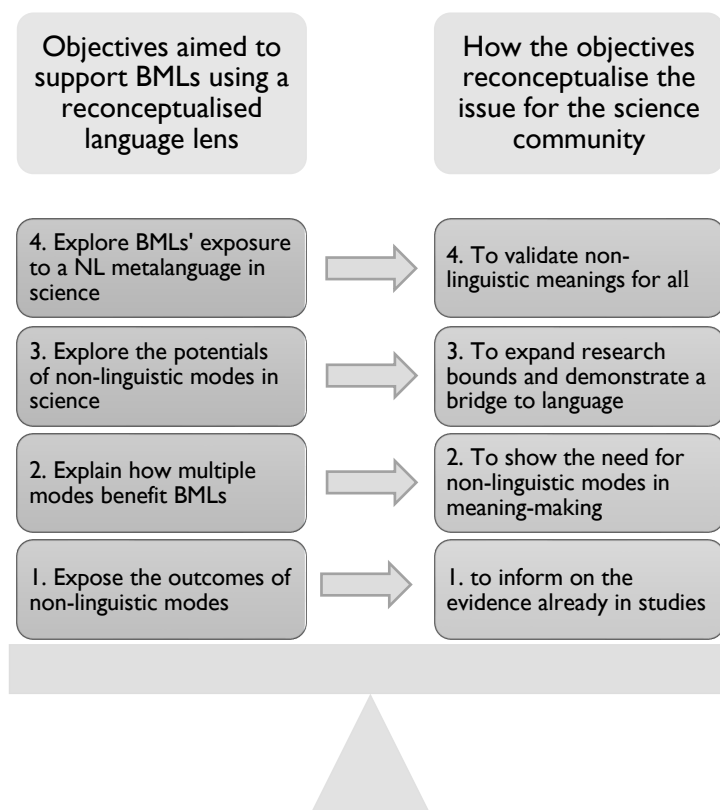 Objectives aimed to
support BMLs using a
reconceptualised
language lens
How the objectives
reconceptualise the
issue for the science
community
4. Explore BMLs' exposure
to a NL metalanguage in
science
4. To validate non-
linguistic meanings for all
3. Explore the potentials
of non-linguistic modes in
science
3. To expand research
bounds and demonstrate a
bridge to language
2. Explain how multiple
modes benefit BMLs
2. To show the need for
non-linguistic modes in
meaning-making
1. Expose the outcomes of
non-linguistic modes
1. to inform on the
evidence already in studies